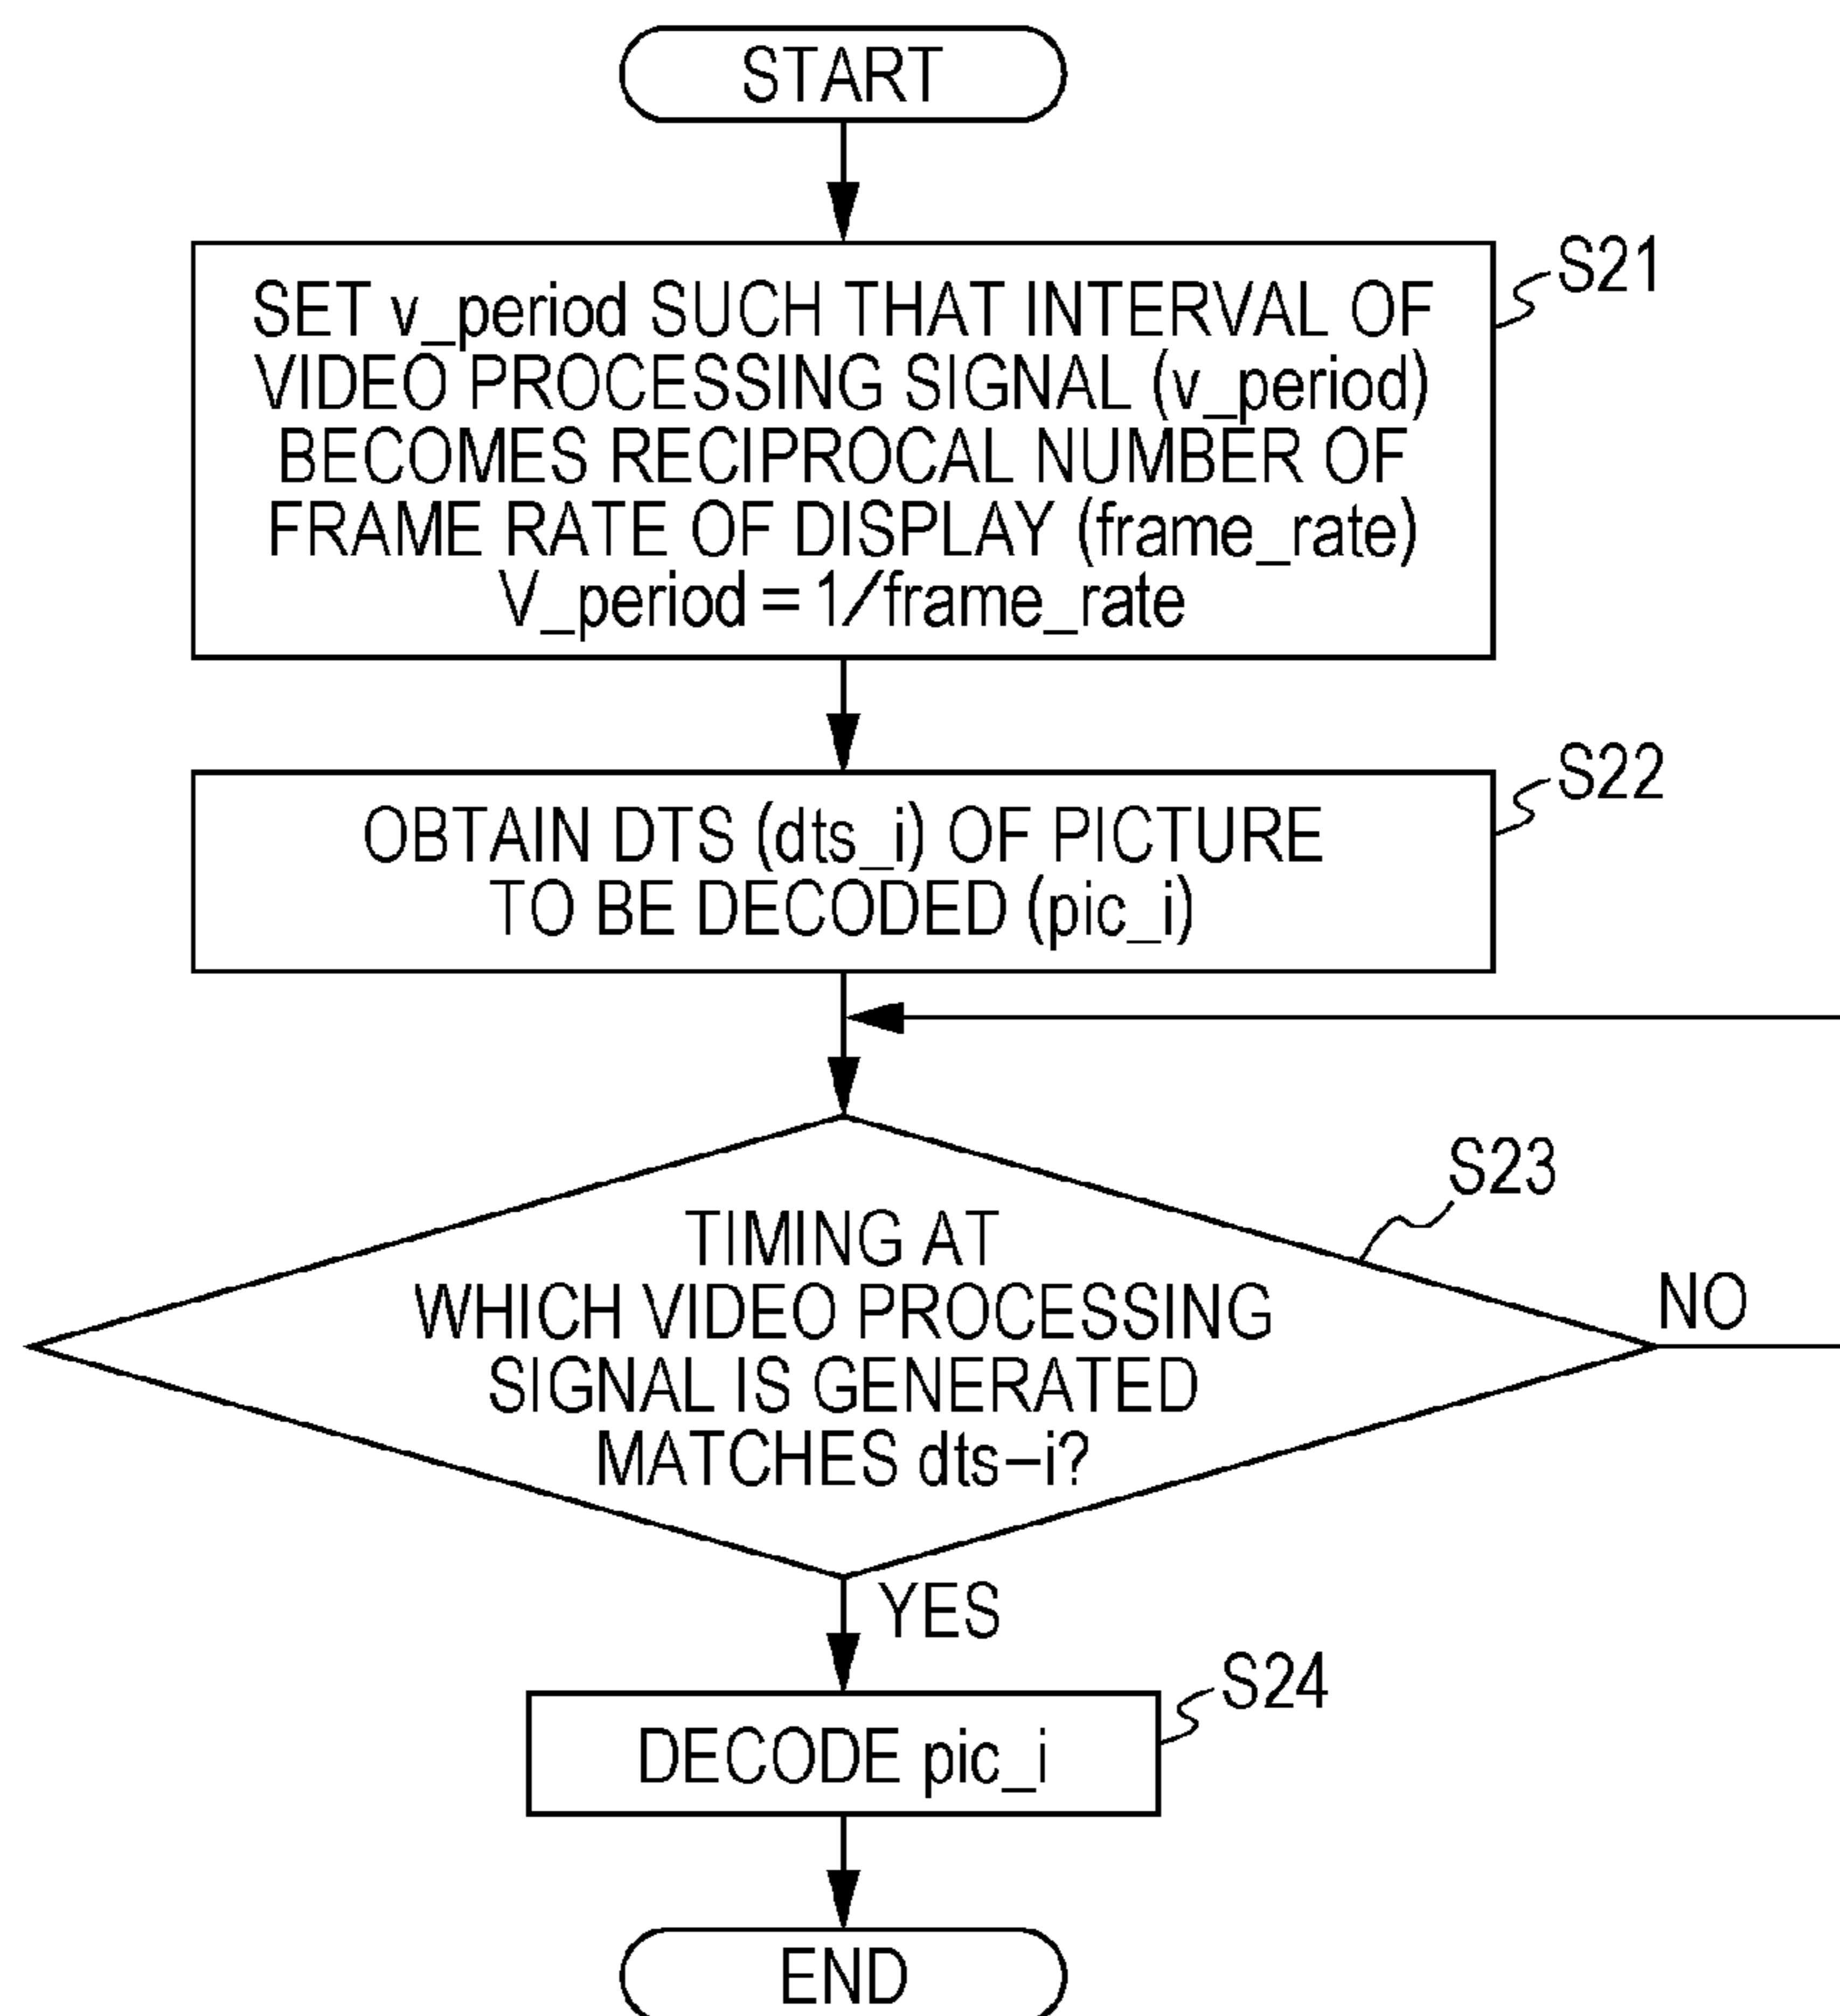 START
S21
SET v_period SUCH THAT INTERVAL OF
VIDEO PROCESSING SIGNAL (v_period)
BECOMES RECIPROCAL NUMBER OF
FRAME RATE OF DISPLAY (frame_rate)
V_period = 1/frame_rate
S22
OBTAIN DTS (dts_i) OF PICTURE
TO BE DECODED (pic_i)
S23
TIMING AT
WHICH VIDEO PROCESSING
SIGNAL IS GENERATED
MATCHES dts–i?
NO
YES
S24
DECODE pic_i
END